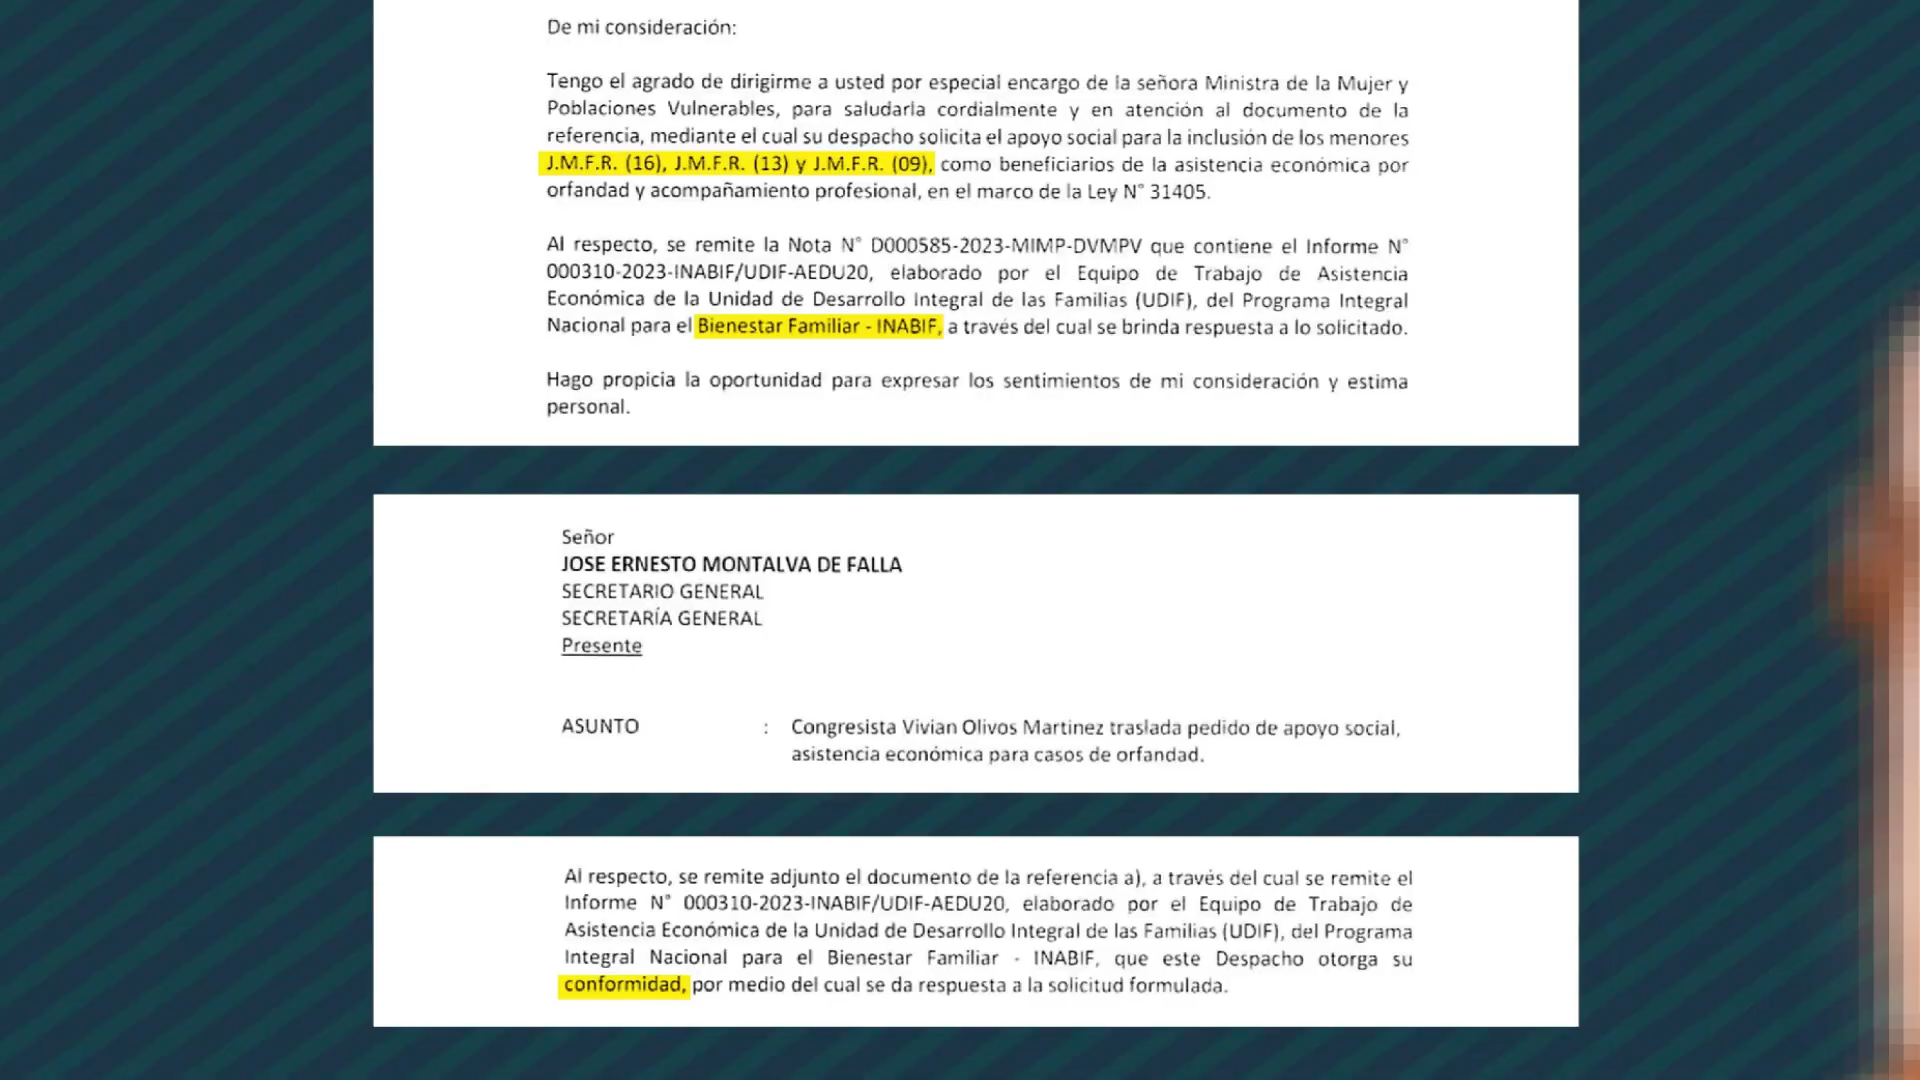 De mi consideración:
Tengo el agrado de dirigirme a usted por especial encargo de la señora Ministra de la Mujer y
Poblaciones Vulnerables, para saludarla cordialmente y en atención al documento de la
referencia, mediante el cual su despacho solicita el apoyo social para la inclusión de los menores
J.M.F.R. (16), J.M.F.R. (13) y J.M.F.R. (09), como beneficiarios de la asistencia económica por
orfandad y acompañamiento profesional, en el marco de la Ley N° 31405.
Al respecto, se remite la Nota N° D000585-2023-MIMP-DVMPV que contiene el Informe N°
000310-2023-INABIF/UDIF-AEDU20, elaborado por el Equipo de Trabajo de Asistencia
Económica de la Unidad de Desarrollo Integral de las Familias (UDIF), del Programa Integral
Nacional para el Bienestar Familiar - INABIF, a través del cual se brinda respuesta a lo solicitado.
Hago propicia la oportunidad para expresar los sentimientos de mi consideración y estima
personal.
Señor
JOSE ERNESTO MONTALVA DE FALLA
SECRETARIO GENERAL
SECRETARÍA GENERAL
Presente
ASUNTO : Congresista Vivian Olivos Martinez traslada pedido de apoyo social,
asistencia económica para casos de orfandad.
Al respecto, se remite adjunto el documento de la referencia a), a través del cual se remite el
Informe N° 000310-2023-INABIF/UDIF-AEDU20, elaborado por el Equipo de Trabajo de
Asistencia Económica de la Unidad de Desarrollo Integral de las Familias (UDIF), del Programa
Integral Nacional para el Bienestar Familiar - INABIF, que este Despacho otorga su
conformidad, por medio del cual se da respuesta a la solicitud formulada.